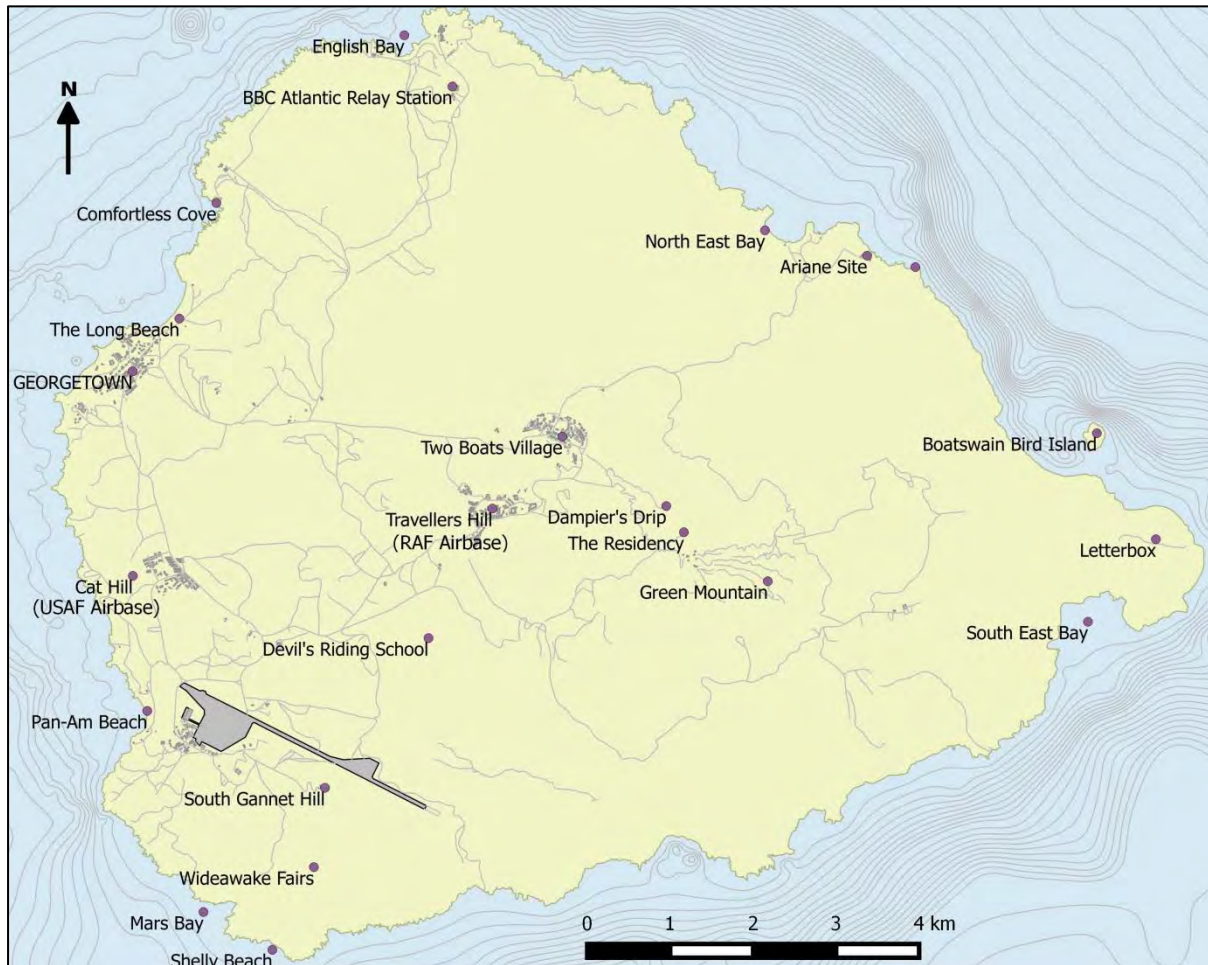 English Bay
N
BBC Atlantic Relay Station
Comfortless Cove
North East Bay
Ariane Site
The Long Beach
GEORGETOWN
Two Boats Village
Boatswain Bird Island
Travellers Hill
(RAF Airbase)
Dampier's Drip
The Residency
Letterbox
Cat Hill
(USAF Airbase)
Green Mountain
South East Bay
Devil's Riding School
Pan-Am Beach
South Gannet Hill
Wideawake Fairs
Mars Bay
0 1 2 3 4 km
Shelly Beach